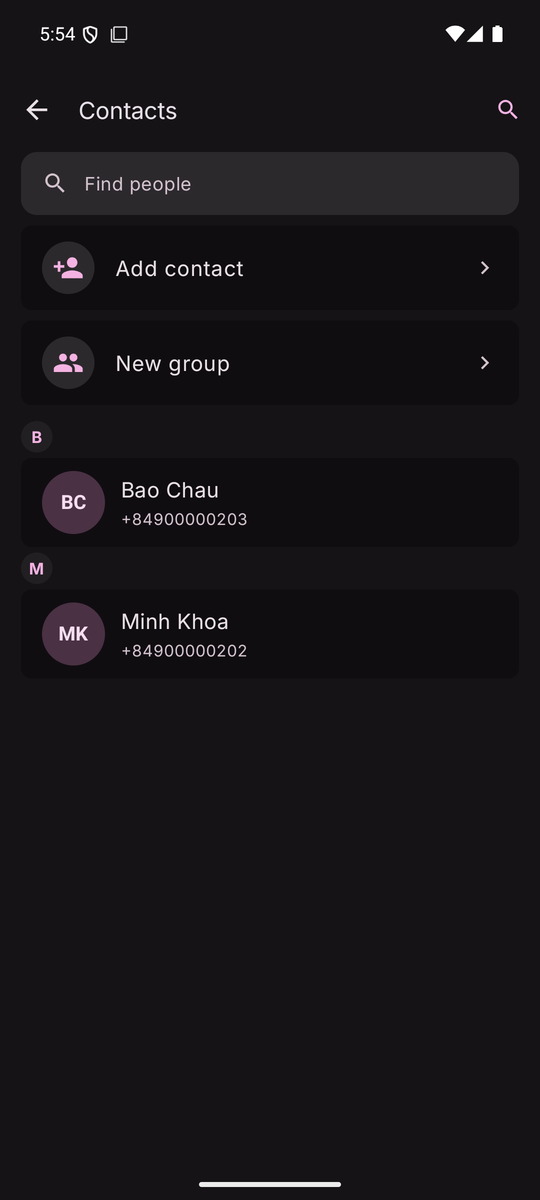 5:54
Contacts
Find people
Add contact
New group
B
BC
Bao Chau
+84900000203
M
MK
Minh Khoa
+84900000202